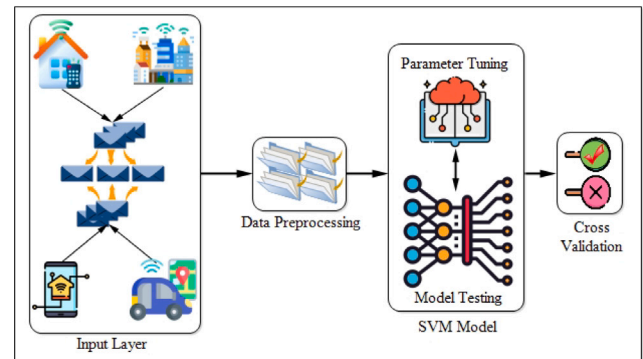 Parameter Tuning
Data Preprocessing
Cross
Validation
Model Testing
SVM Model
Input Layer